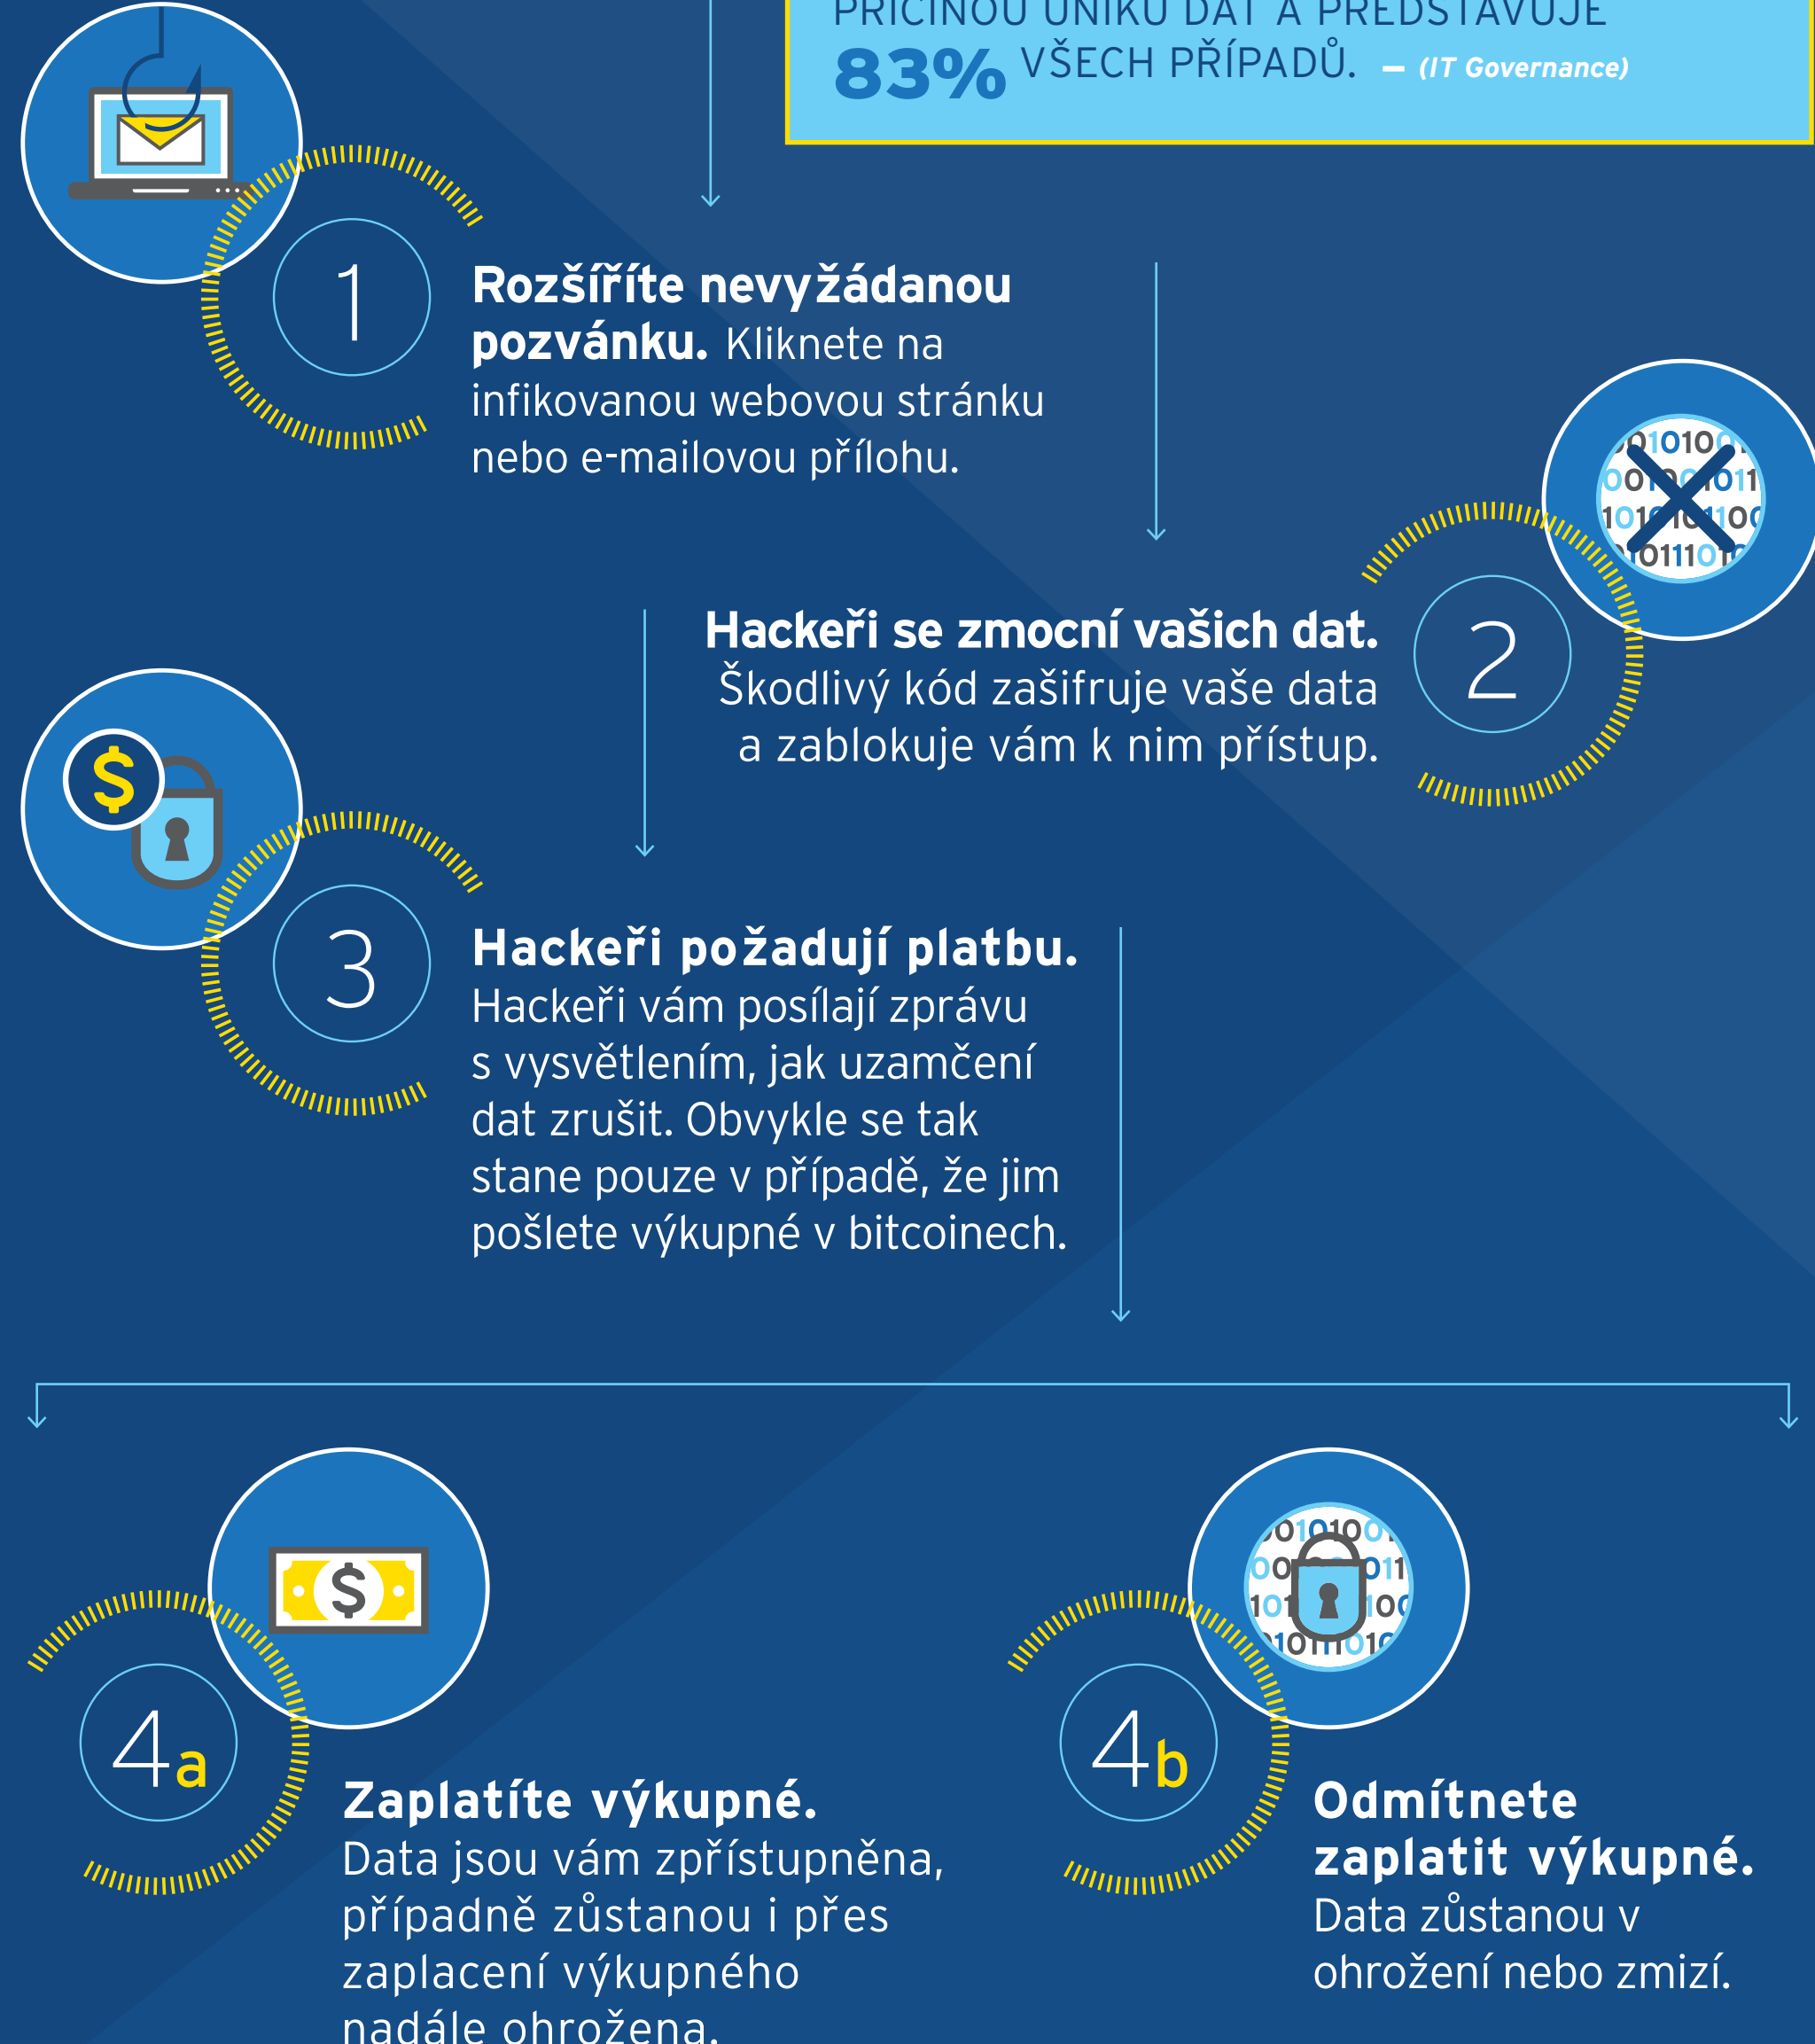 PŘÍČINOU ÚNIKU DAT A PŘEDSTAVUJE
83% VŠECH PŘÍPADŮ. – (IT Governance)
1
Rozšíříte nevyžádanou
pozvánku. Kliknete na
infikovanou webovou stránku
nebo e-mailovou přílohu.
Hackeři se zmocní vašich dat.
Škodlivý kód zašifruje vaše data
a zablokuje vám k nim přístup.
2
$
3
Hackeři požadují platbu.
Hackeři vám posílají zprávu
s vysvětlením, jak uzamčení
dat zrušit. Obvykle se tak
stane pouze v případě, že jim
pošlete výkupné v bitcoinech.
$
4a
Zaplatíte výkupné.
Data jsou vám zpřístupněna,
případně zůstanou i přes
zaplacení výkupného
nadále ohrožena.
4b
Odmítnete
zaplatit výkupné.
Data zůstanou v
ohrožení nebo zmizí.